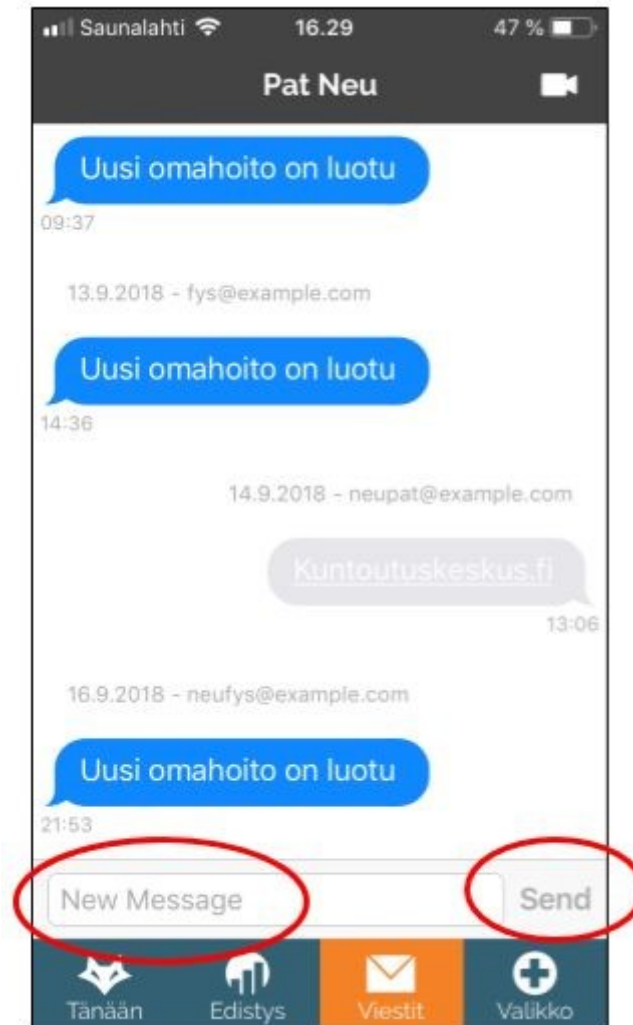 Saunalahti 16.29 47 %
Pat Neu
Uusi omahoito on luotu
09:37
13.9.2018 - fys@example.com
Uusi omahoito on luotu
14:36
14.9.2018 - neupat@example.com
Kuntoutuskeskus.fi
13:06
16.9.2018 - neufys@example.com
Uusi omahoito on luotu
21:53
New Message Send
Tänään Edistys Viestit Valikko